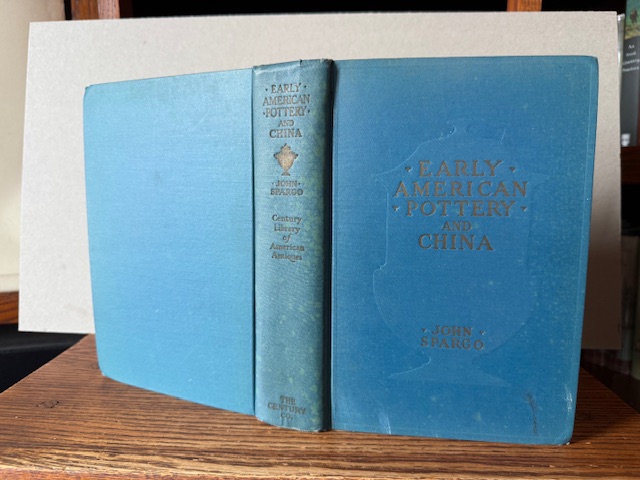 · EARLY ·
AMERICAN
· POTTERY ·
AND
CHINA
· JOHN ·
SPARGO
Century
Library
of
American
Antiques
THE
CENTURY
CO.
· EARLY ·
AMERICAN
· POTTERY ·
AND
CHINA
· JOHN ·
SPARGO